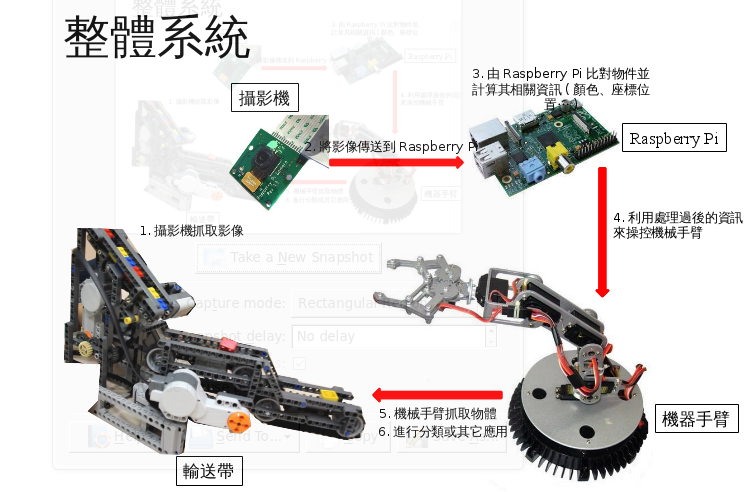 整體系統
攝影機
3. 由 Raspberry Pi 比對物件並
計算其相關資訊 ( 顏色、座標位
置
)
Raspberry Pi
2. 將影像傳送到 Raspberry Pi
1. 攝影機抓取影像
4. 利用處理過後的資訊
來操控機械手臂
Take a New Snapshot
apture mode:
Rectangular
pshot delay:
No delay
5. 機械手臂抓取物體
6. 進行分類或其它應用
機器手臂
Send To...
輸送帶